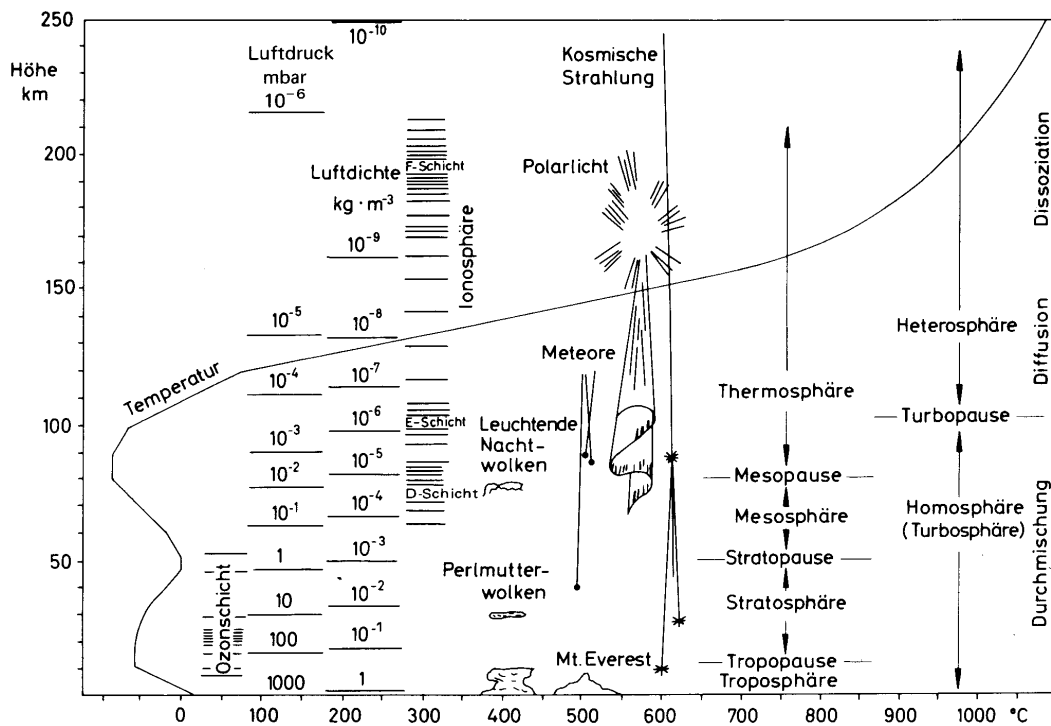 250
200
150
100
50
Höhe
km
Luftdruck
mbar
10⁻⁶
10⁻⁵
10⁻⁴
10⁻³
10⁻²
10⁻¹
1
10
100
1000
10⁻¹⁰
Luftdichte
kg · m⁻³
10⁻⁹
10⁻⁸
10⁻⁷
10⁻⁶
10⁻⁵
10⁻⁴
10⁻³
10⁻²
10⁻¹
1
Temperatur
Ozonschicht
F-Schicht
E-Schicht
D-Schicht
Ionosphäre
Kosmische
Strahlung
Polarlicht
Meteore
Leuchtende
Nacht-
wolken
Perlmutter-
wolken
Mt. Everest
Thermosphäre
Mesopause
Mesosphäre
Stratopause
Stratosphäre
Tropopause
Troposphäre
Heterosphäre
Turbopause
Homosphäre
(Turbosphäre)
Dissoziation
Diffusion
Durchmischung
0 100 200 300 400 500 600 700 800 900 1000 °C